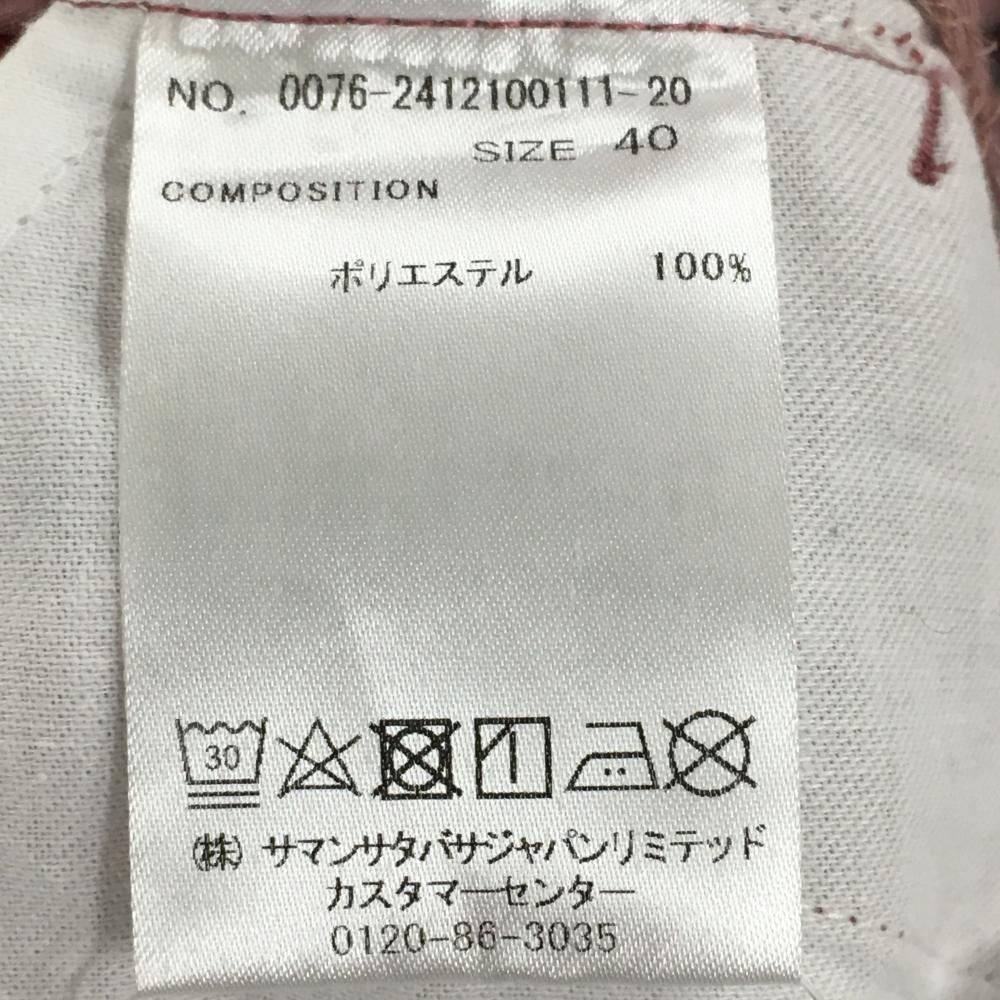 NO. 0076-2412100111-20
SIZE 40
COMPOSITION
ポリエステル 100%
30
(株) サマンサタバサジャパンリミテッド
カスタマーセンター
0120-86-3035